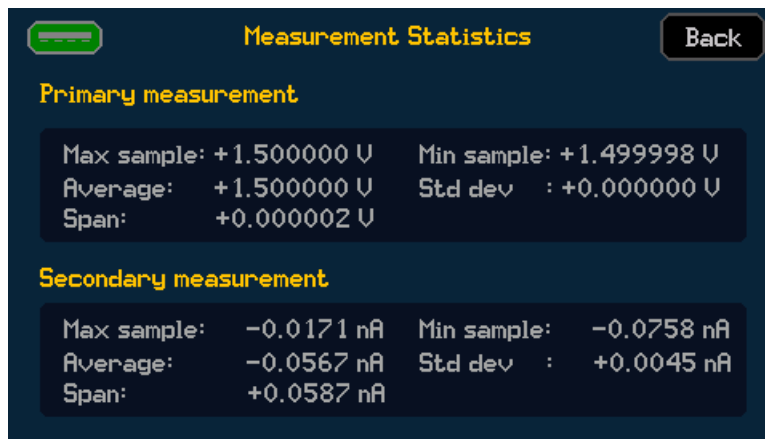 Measurement Statistics Back
Primary measurement
Max sample: +1.500000 V Min sample: +1.499998 V
Average: +1.500000 V Std dev : +0.000000 V
Span: +0.000002 V
Secondary measurement
Max sample: -0.0171 nA Min sample: -0.0758 nA
Average: -0.0567 nA Std dev : +0.0045 nA
Span: +0.0587 nA